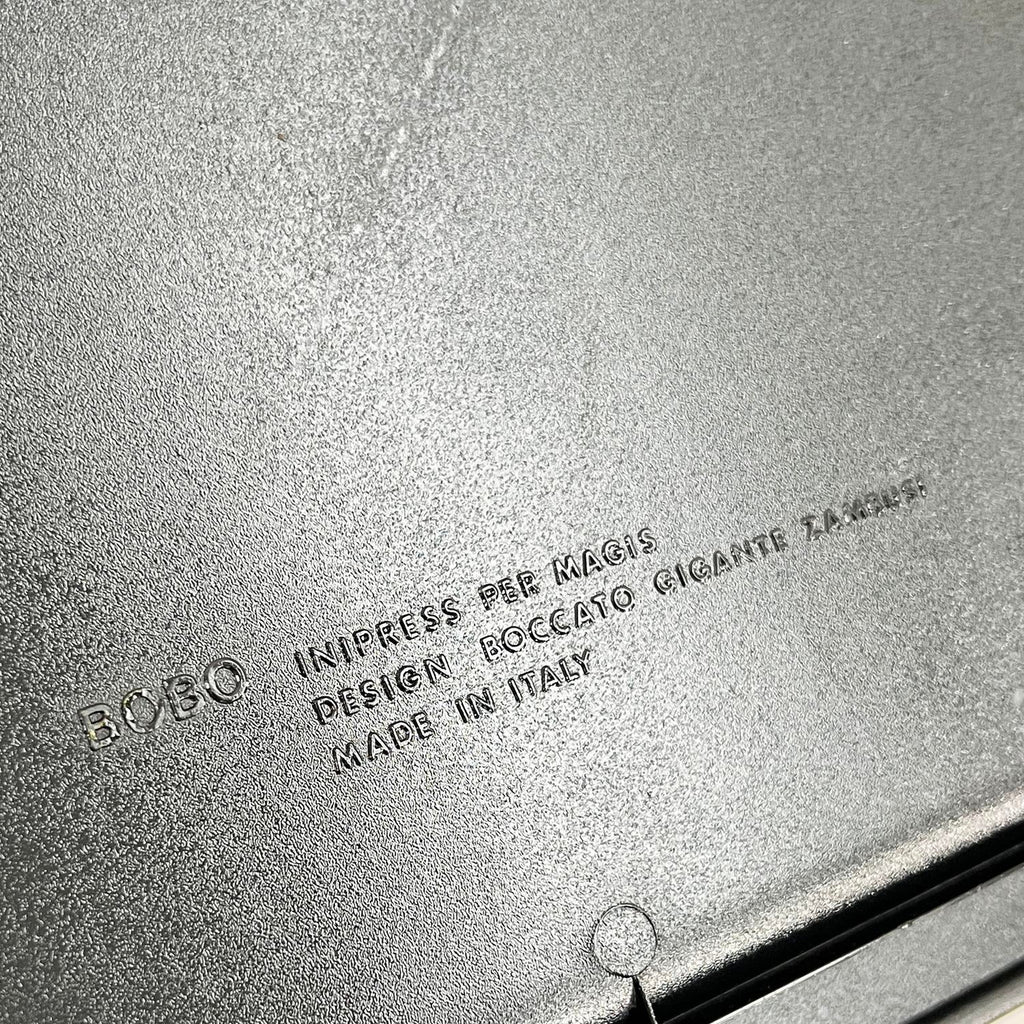 BOBO
INIPRESS PER MAGIS
DESIGN BOCCATO GIGANTE ZAMBUSI
MADE IN ITALY